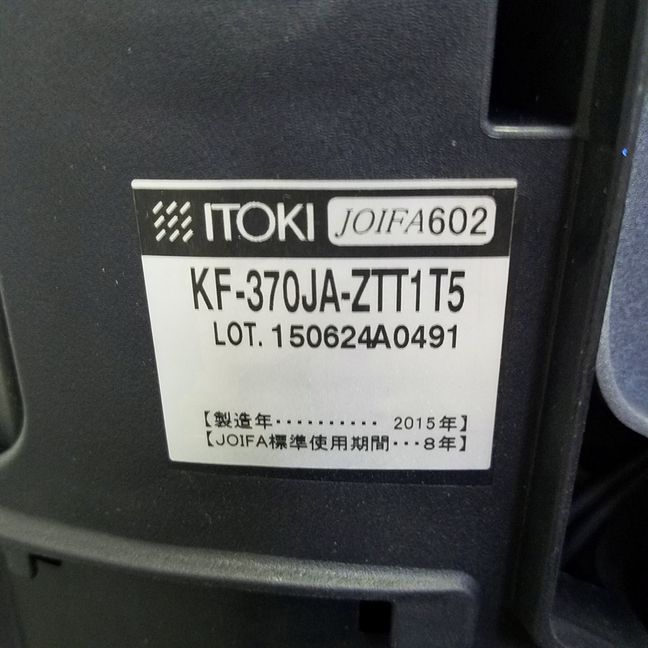 ITOKI JOIFA602
KF-370JA-ZTT1T5
LOT. 150624A0491
【製造年・・・・・・・・・・ 2015年】
【JOIFA標準使用期間・・・8年】